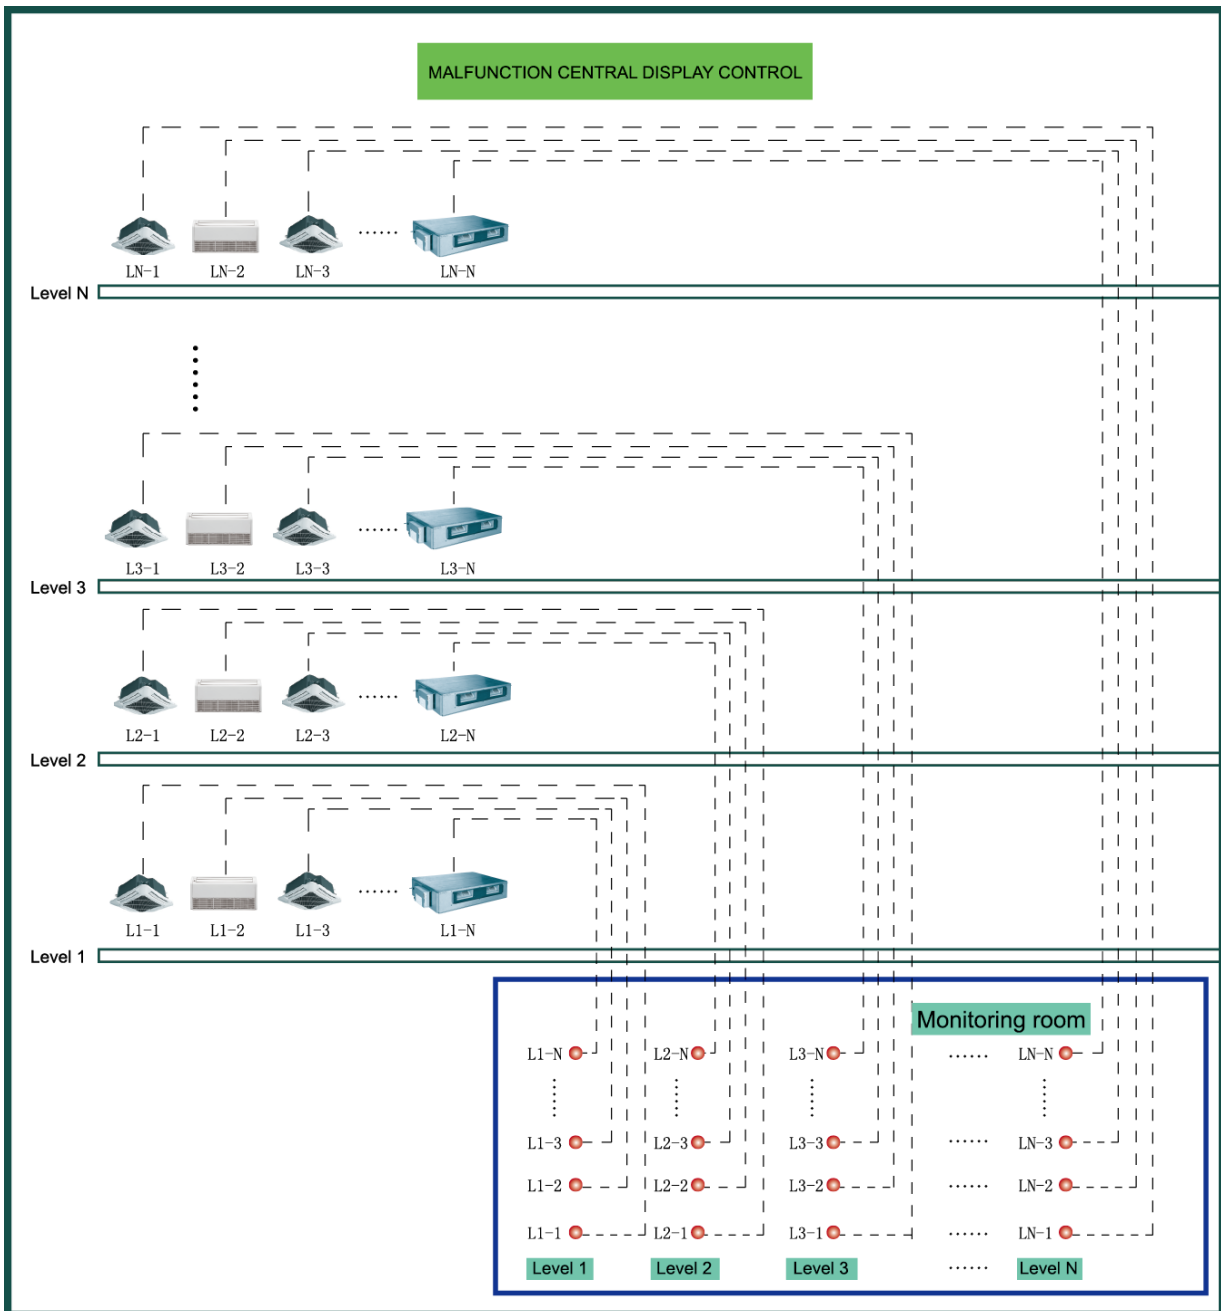 MALFUNCTION CENTRAL DISPLAY CONTROL
LN-1 LN-2 LN-3 ...... LN-N
Level N
L3-1 L3-2 L3-3 ...... L3-N
Level 3
L2-1 L2-2 L2-3 ...... L2-N
Level 2
L1-1 L1-2 L1-3 ...... L1-N
Level 1
Monitoring room
L1-N L2-N L3-N ...... LN-N
L1-3 L2-3 L3-3 ...... LN-3
L1-2 L2-2 L3-2 ...... LN-2
L1-1 L2-1 L3-1 ...... LN-1
Level 1 Level 2 Level 3 ...... Level N